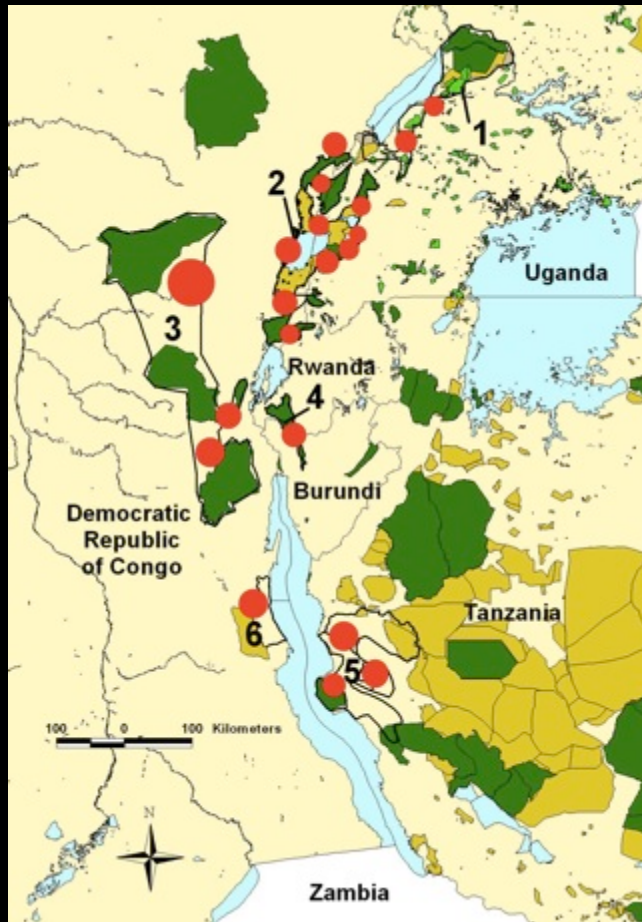 1
2
Uganda
3
Rwanda
4
Burundi
Democratic
Republic
of Congo
Tanzania
6
5
100 0 100 Kilometers
N
Zambia